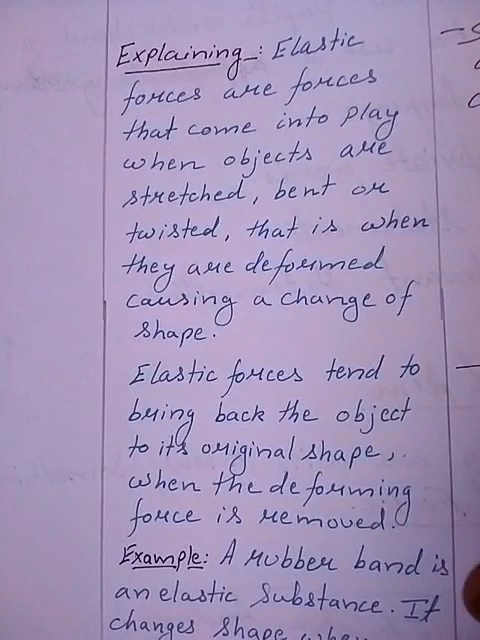 Explaining-: Elastic
forces are forces
that come into play
when objects are
stretched, bent or
twisted, that is when
they are deformed
causing a change of
shape.
Elastic forces tend to
bring back the object
to its original shape,
when the deforming
force is removed.
Example: A rubber band is
an elastic substance. It
changes shape when